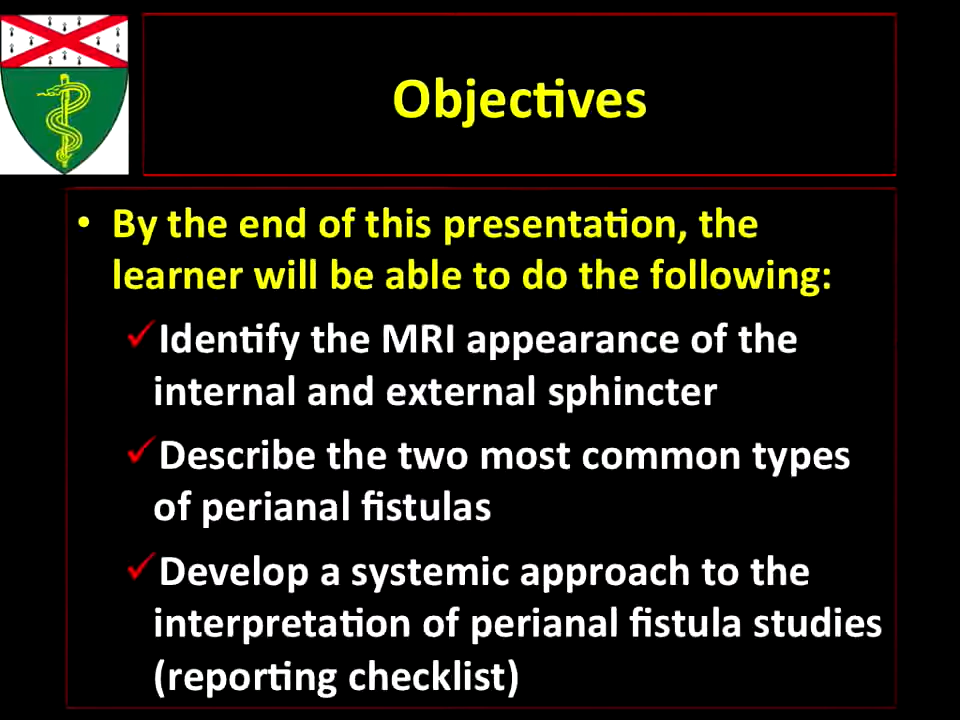 Objectives
• By the end of this presentation, the
learner will be able to do the following:
✓Identify the MRI appearance of the
internal and external sphincter
✓Describe the two most common types
of perianal fistulas
✓Develop a systemic approach to the
interpretation of perianal fistula studies
(reporting checklist)